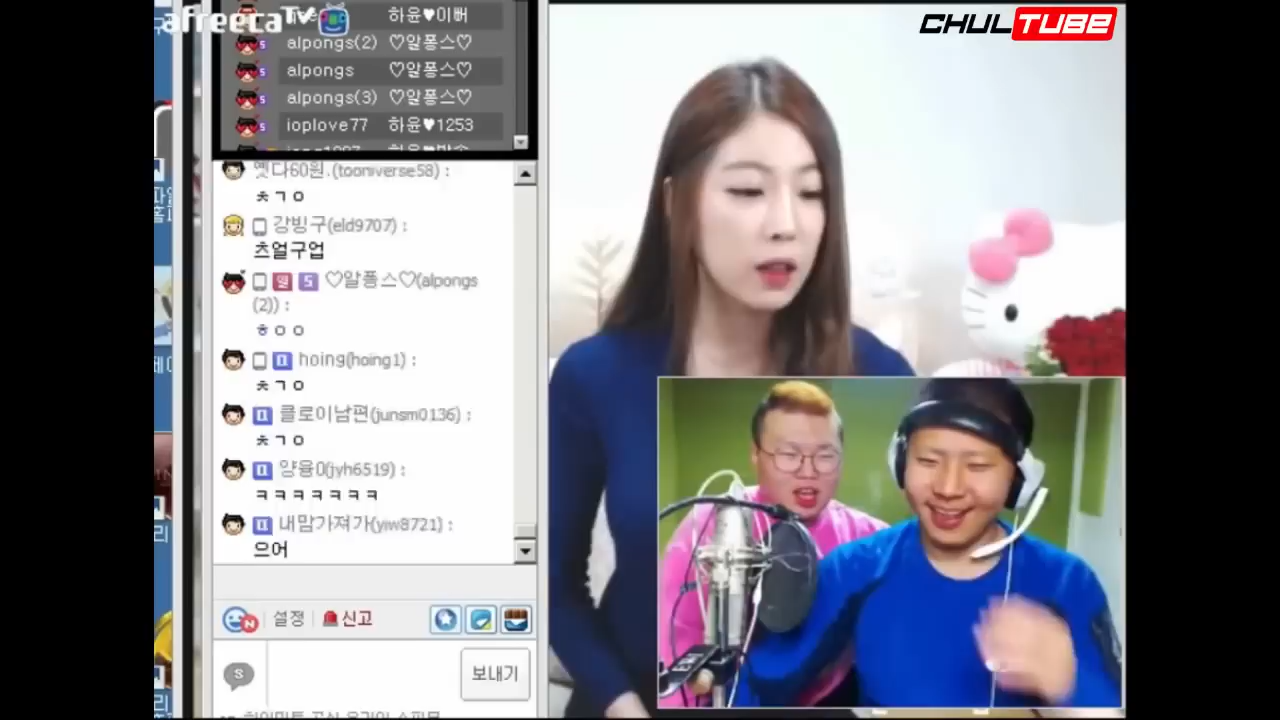 afreecaTV
하윤♥이뻐
CHULTUBE
alpongs(2) ♡알퐁스♡
alpongs ♡알퐁스♡
alpongs(3) ♡알퐁스♡
ioplove77 하윤♥1253
옛다60원.(tooniverse58) :
ㅊㄱㅇ
강빙구(eld9707) :
츠얼구업
열 S ♡알퐁스♡(alpongs
(2)) :
ㅎㅇㅇ
hoing(hoing1) :
ㅊㄱㅇ
클로이남편(junsm0136) :
ㅊㄱㅇ
양율0(jyh6519) :
ㅋㅋㅋㅋㅋㅋㅋ
내맘가져가(yiw8721) :
으어
N 설정 신고
S 보내기